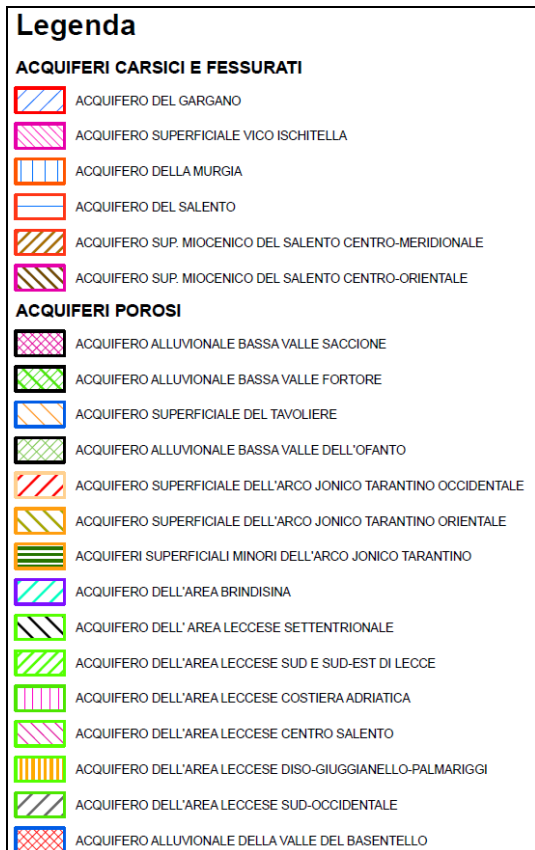 Legenda
ACQUIFERI CARSICI E FESSURATI
ACQUIFERO DEL GARGANO
ACQUIFERO SUPERFICIALE VICO ISCHITELLA
ACQUIFERO DELLA MURGIA
ACQUIFERO DEL SALENTO
ACQUIFERO SUP. MIOCENICO DEL SALENTO CENTRO-MERIDIONALE
ACQUIFERO SUP. MIOCENICO DEL SALENTO CENTRO-ORIENTALE
ACQUIFERI POROSI
ACQUIFERO ALLUVIONALE BASSA VALLE SACCIONE
ACQUIFERO ALLUVIONALE BASSA VALLE FORTORE
ACQUIFERO SUPERFICIALE DEL TAVOLIERE
ACQUIFERO ALLUVIONALE BASSA VALLE DELL'OFANTO
ACQUIFERO SUPERFICIALE DELL'ARCO JONICO TARANTINO OCCIDENTALE
ACQUIFERO SUPERFICIALE DELL'ARCO JONICO TARANTINO ORIENTALE
ACQUIFERI SUPERFICIALI MINORI DELL'ARCO JONICO TARANTINO
ACQUIFERO DELL'AREA BRINDISINA
ACQUIFERO DELL' AREA LECCESE SETTENTRIONALE
ACQUIFERO DELL'AREA LECCESE SUD E SUD-EST DI LECCE
ACQUIFERO DELL'AREA LECCESE COSTIERA ADRIATICA
ACQUIFERO DELL'AREA LECCESE CENTRO SALENTO
ACQUIFERO DELL'AREA LECCESE DISO-GIUGGIANELLO-PALMARIGGI
ACQUIFERO DELL'AREA LECCESE SUD-OCCIDENTALE
ACQUIFERO ALLUVIONALE DELLA VALLE DEL BASENTELLO